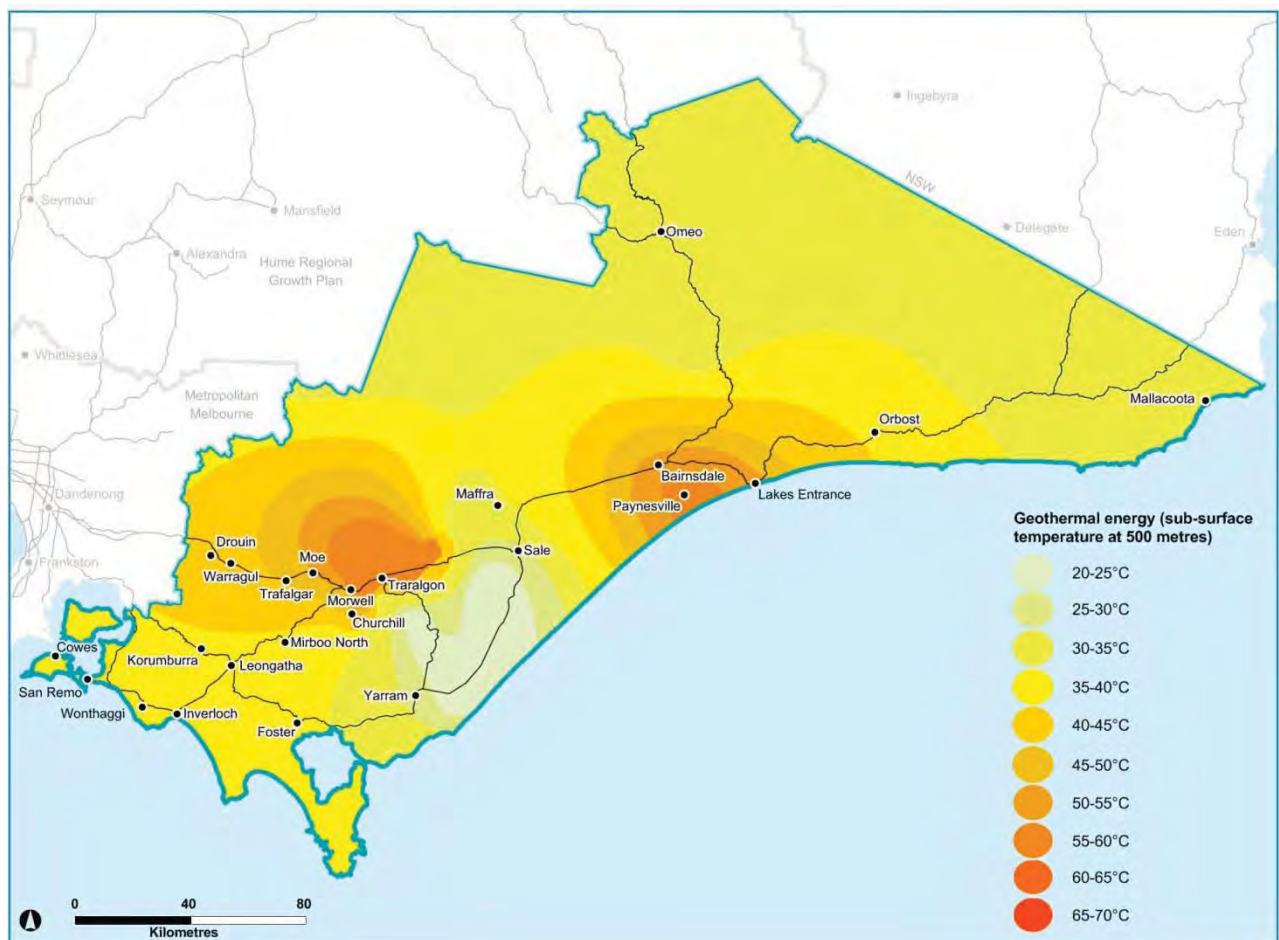 Ingebyra
NSW
Seymour
Mansfield
Delegate
Eden
Omeo
Alexandra
Hume Regional
Growth Plan
Whittlesea
Metropolitan
Melbourne
Mallacoota
Orbost
Bairnsdale
Lakes Entrance
Paynesville
Maffra
Dandenong
Sale
Drouin
Warragul
Moe
Trafalgar
Traralgon
Morwell
Churchill
Frankston
Mirboo North
Cowes
Korumburra
Leongatha
San Remo
Yarram
Wonthaggi
Inverloch
Foster
Geothermal energy (sub-surface
temperature at 500 metres)
20-25°C
25-30°C
30-35°C
35-40°C
40-45°C
45-50°C
50-55°C
55-60°C
60-65°C
65-70°C
0 40 80
Kilometres